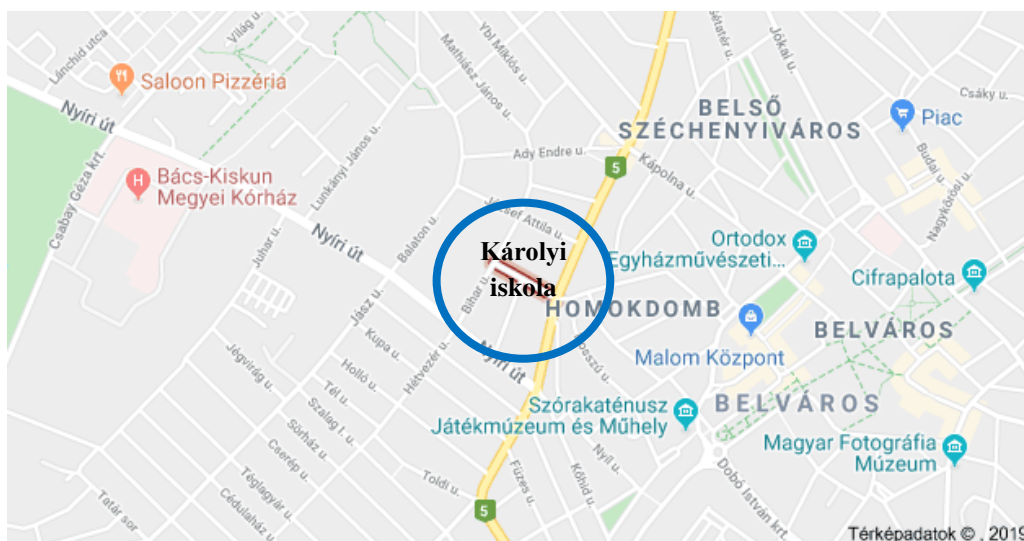 Lánchid utca
Világ u.
Saloon Pizzéria
Nyíri út
Bács-Kiskun
Megyei Kórház
Csabay Géza krt.
Lunkányi János u.
Mathiász János u.
Ybl Miklós u.
Ady Endre u.
Kápolna u.
5
József Attila u.
Balaton u.
Nyíri út
Juhar u.
Jász u.
Károlyi
iskola
Bihar u.
BELSŐ
SZÉCHENYIVÁROS
Jókai u.
Csáky u.
Piac
Budai u.
Nagykőrösi u.
Ortodox
Egyházművészeti...
Cifrapalota
HOMOKDOMB
Malom Központ
BELVÁROS
Jégvirág u.
Kupa u.
Holló u.
Tél u.
Szalag I. u.
Sörház u.
Cserép u.
Téglagyár u.
Cédulaház u.
Tatár sor
Hétvezér u.
Nyíri út
Toldi u.
Füzes u.
5
Szórakaténusz
Játékmúzeum és Műhely
Kőhid u.
Nyíl u.
BELVÁROS
Dobó István krt.
Magyar Fotográfia
Múzeum
Térképadatok © , 2019